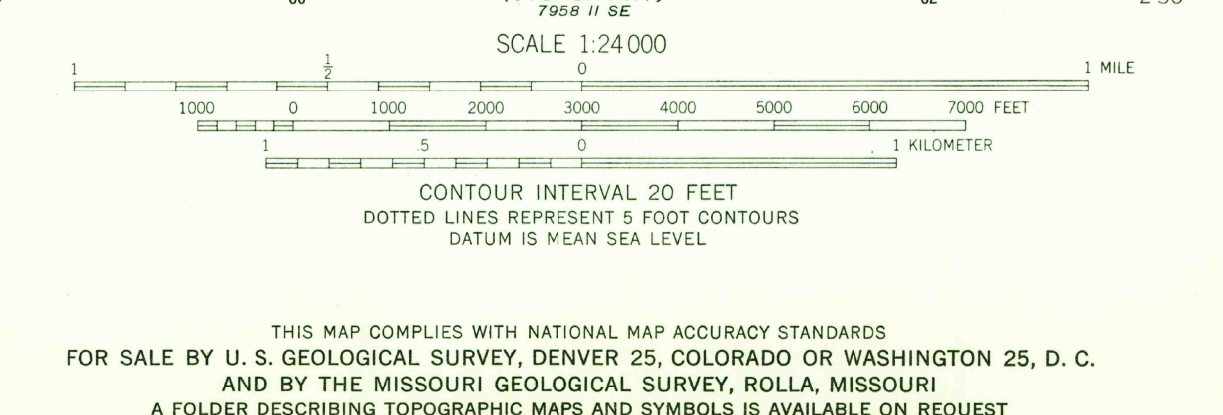 7958 II SE
SCALE 1:24 000
1 1/2 0 1 MILE
1000 0 1000 2000 3000 4000 5000 6000 7000 FEET
1 .5 0 1 KILOMETER
CONTOUR INTERVAL 20 FEET
DOTTED LINES REPRESENT 5 FOOT CONTOURS
DATUM IS MEAN SEA LEVEL
THIS MAP COMPLIES WITH NATIONAL MAP ACCURACY STANDARDS
FOR SALE BY U. S. GEOLOGICAL SURVEY, DENVER 25, COLORADO OR WASHINGTON 25, D. C.
AND BY THE MISSOURI GEOLOGICAL SURVEY, ROLLA, MISSOURI
A FOLDER DESCRIBING TOPOGRAPHIC MAPS AND SYMBOLS IS AVAILABLE ON REQUEST